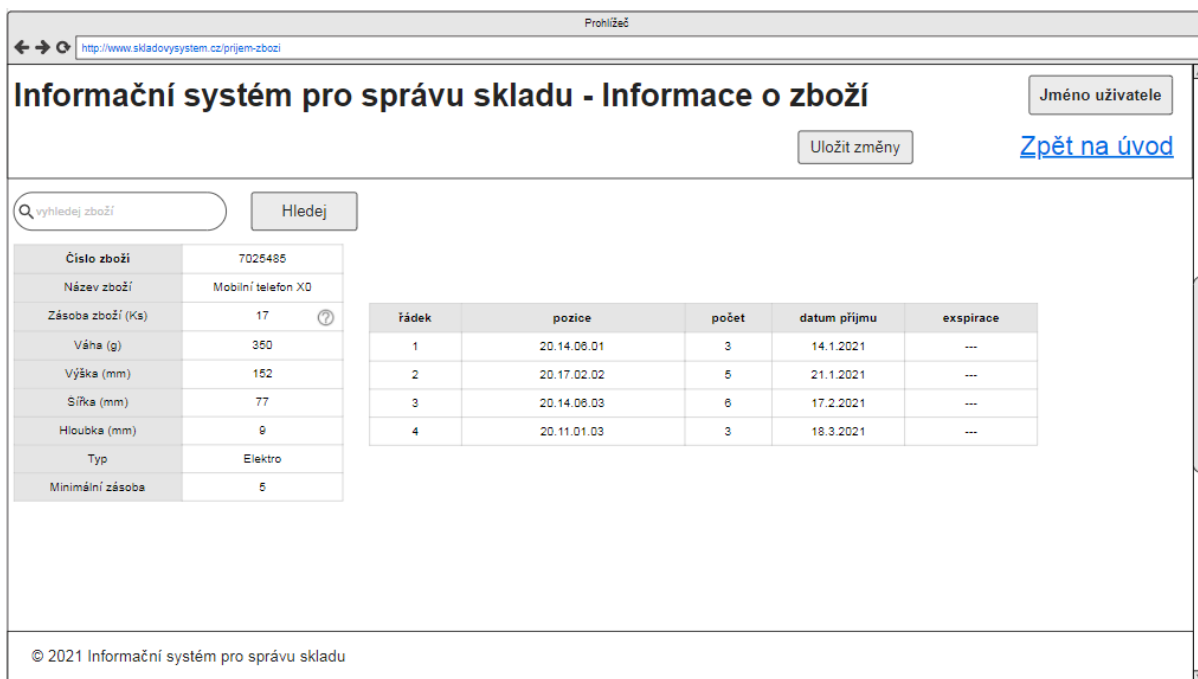 Prohlížeč
http://www.skladovysystem.cz/prijem-zbozi
Informační systém pro správu skladu - Informace o zboží
Jméno uživatele
Uložit změny
Zpět na úvod
vyhledej zboží
Hledej
Číslo zboží 7025485
Název zboží Mobilní telefon X0
Zásoba zboží (Ks) 17 ?
Váha (g) 350
Výška (mm) 152
Šířka (mm) 77
Hloubka (mm) 9
Typ Elektro
Minimální zásoba 5
řádek pozice počet datum příjmu exspirace
1 20.14.06.01 3 14.1.2021 ---
2 20.17.02.02 5 21.1.2021 ---
3 20.14.06.03 6 17.2.2021 ---
4 20.11.01.03 3 18.3.2021 ---
© 2021 Informační systém pro správu skladu